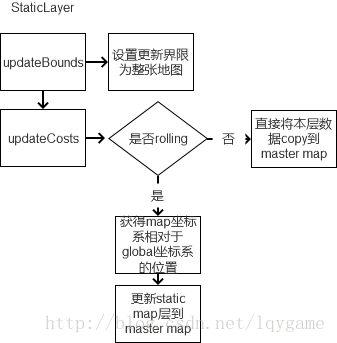 StaticLayer
updateBounds
设置更新界限
为整张地图
updateCosts
是否rolling
否
直接将本层数
据copy到
master map
是
获得map坐标
系相对于
global坐标系
的位置
更新static
map层到
master map
http://blog.csdn.net/lqygame